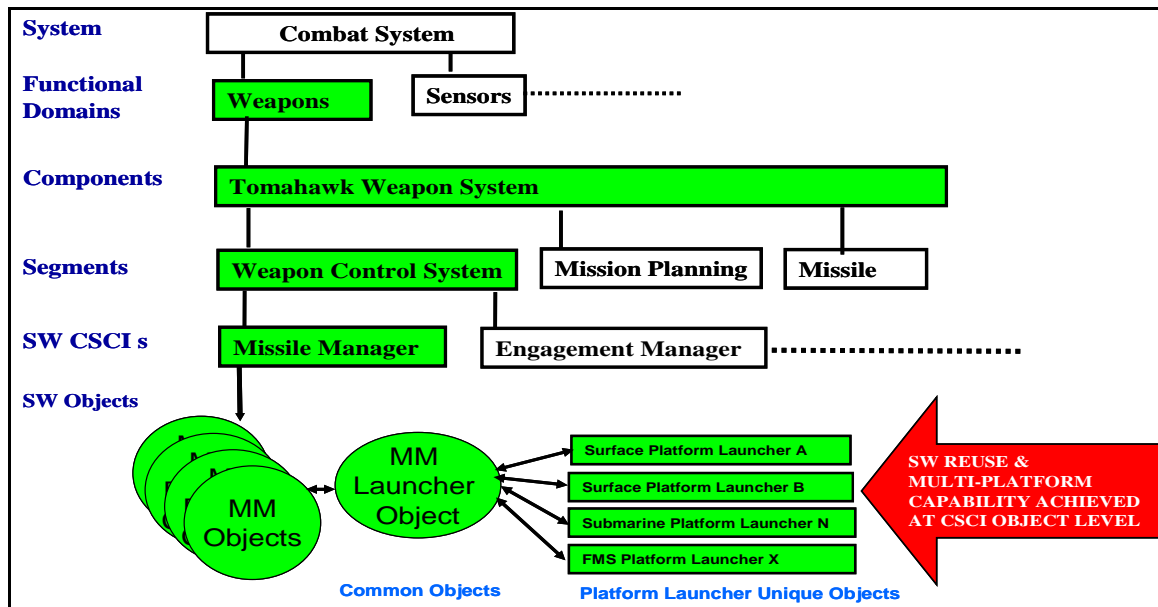 System
Combat System
Functional
Domains
Weapons
Sensors
Components
Tomahawk Weapon System
Segments
Weapon Control System
Mission Planning
Missile
SW CSCI s
Missile Manager
Engagement Manager
SW Objects
MM
Objects
MM
Launcher
Object
Surface Platform Launcher A
Surface Platform Launcher B
Submarine Platform Launcher N
FMS Platform Launcher X
SW REUSE &
MULTI-PLATFORM
CAPABILITY ACHIEVED
AT CSCI OBJECT LEVEL
Common Objects
Platform Launcher Unique Objects